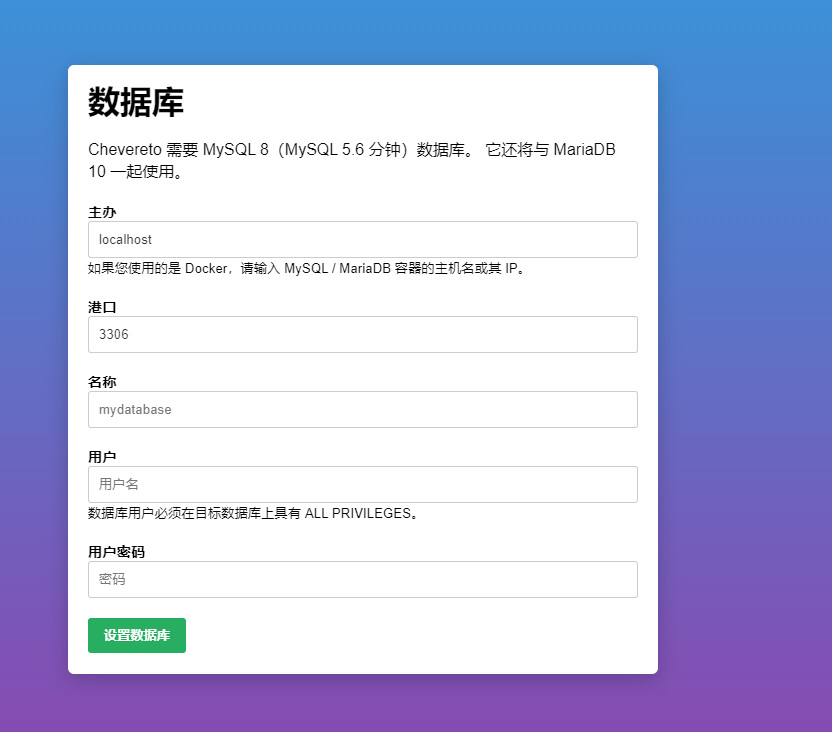 数据库
Chevereto 需要 MySQL 8（MySQL 5.6 分钟）数据库。 它还将与 MariaDB
10 一起使用。
主办
localhost
如果您使用的是 Docker，请输入 MySQL / MariaDB 容器的主机名或其 IP。
港口
3306
名称
mydatabase
用户
用户名
数据库用户必须在目标数据库上具有 ALL PRIVILEGES。
用户密码
密码
设置数据库